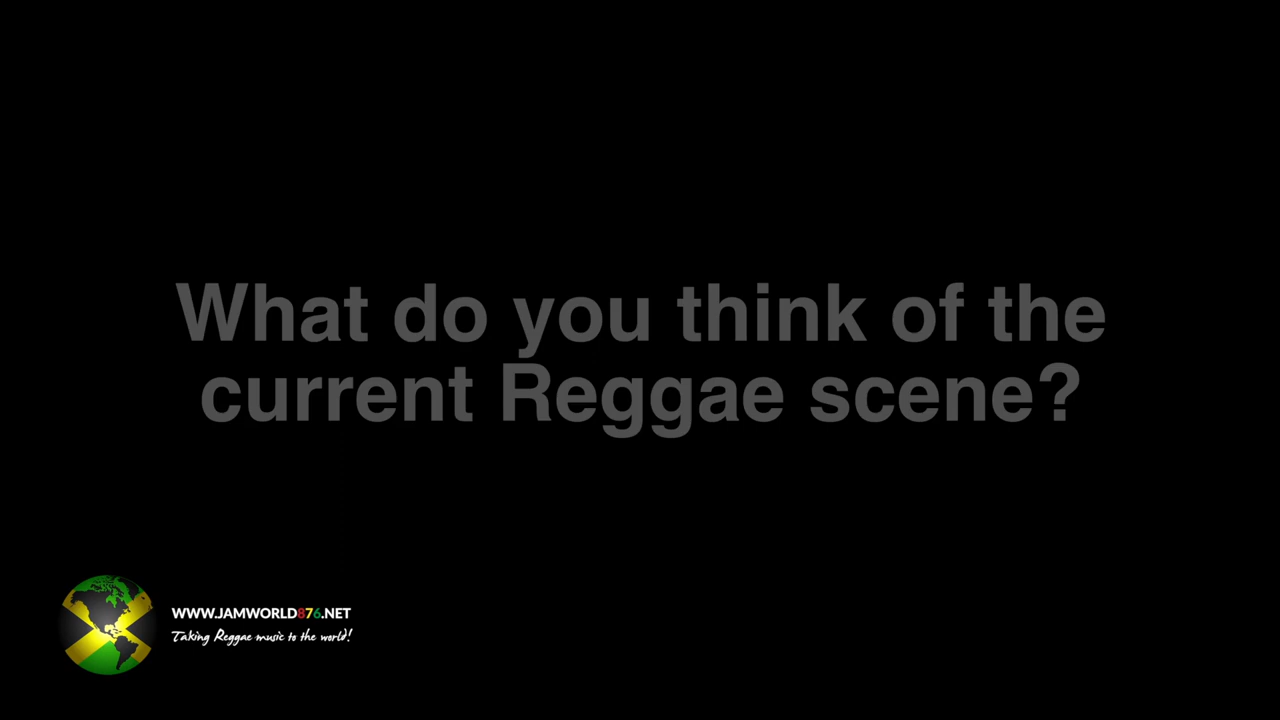 What do you think of the
current Reggae scene?
WWW.JAMWORLD876.NET
Taking Reggae music to the world!